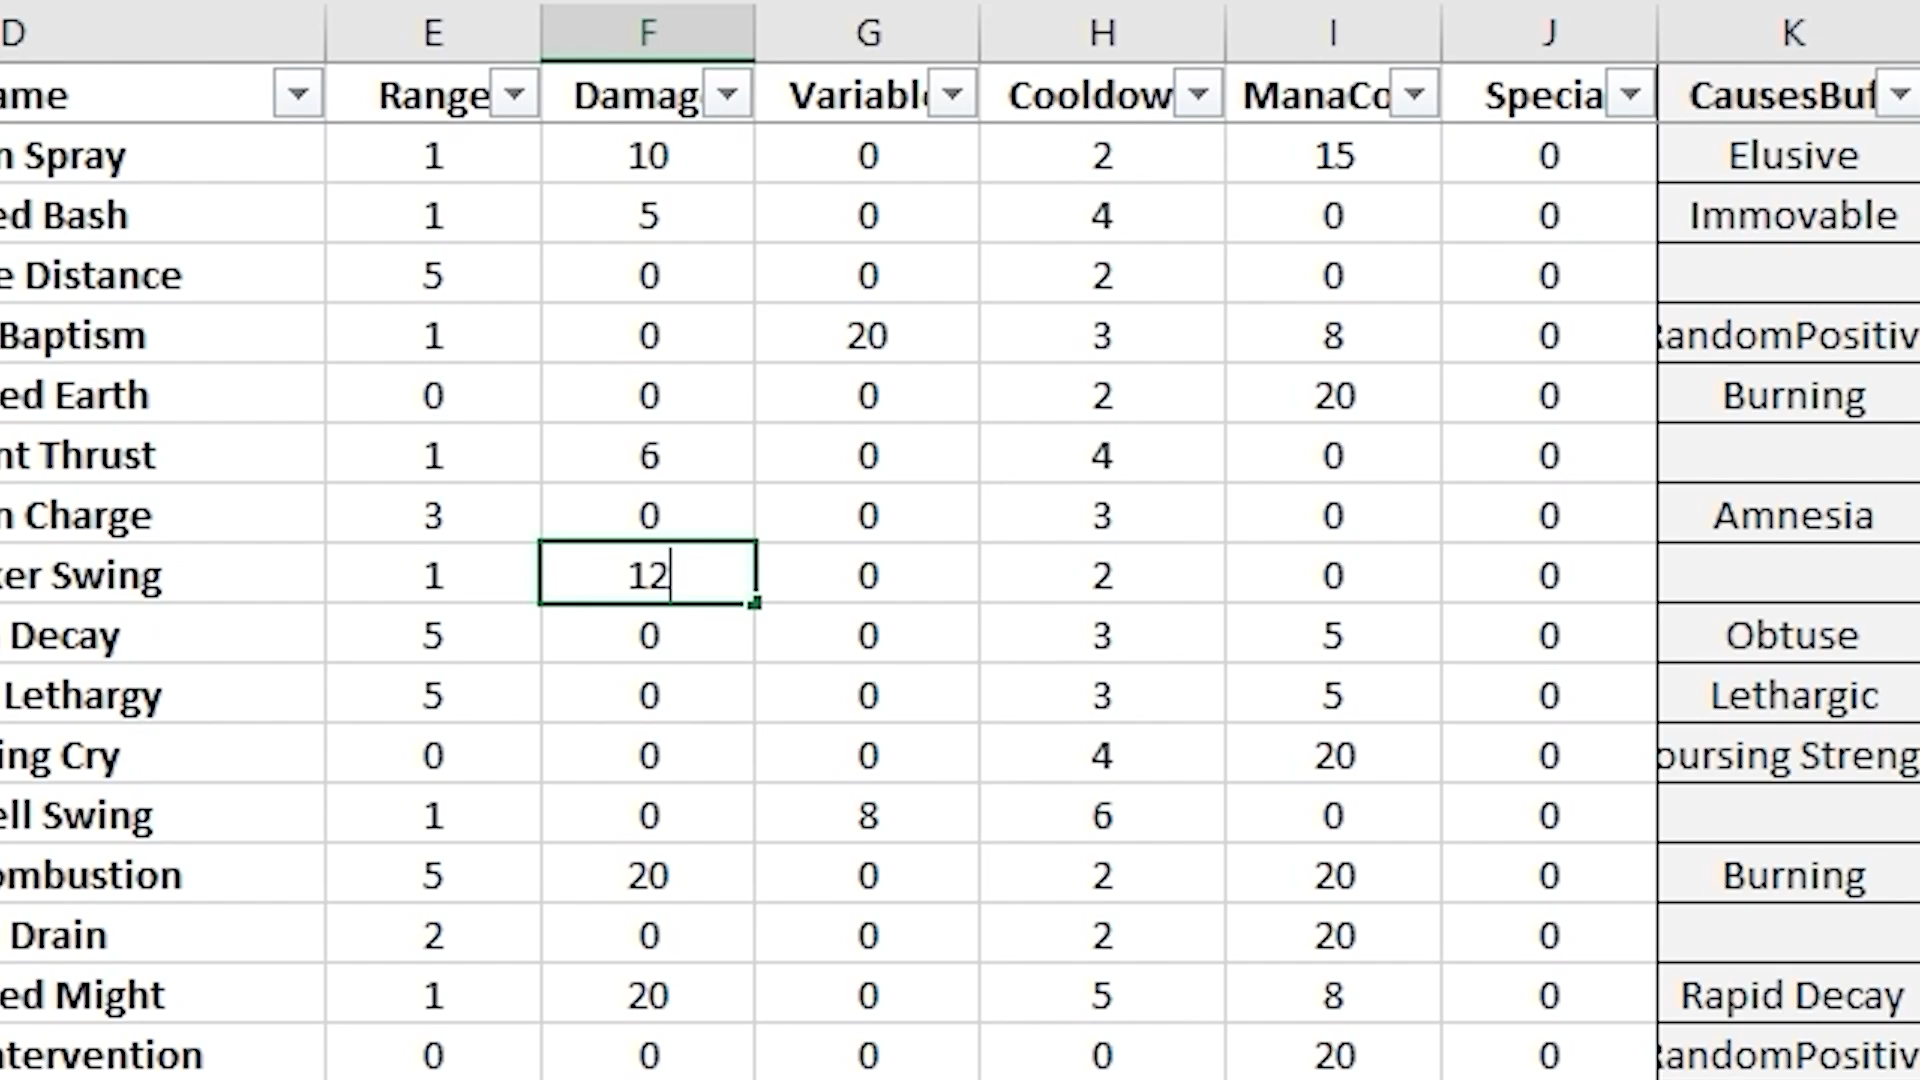 D E F G H I J K
ame Range Damag Variabl Cooldow ManaCo Specia CausesBuf
n Spray 1 10 0 2 15 0 Elusive
ed Bash 1 5 0 4 0 0 Immovable
e Distance 5 0 0 2 0 0
Baptism 1 0 20 3 8 0 RandomPositiv
ed Earth 0 0 0 2 20 0 Burning
nt Thrust 1 6 0 4 0 0
n Charge 3 0 0 3 0 0 Amnesia
ker Swing 1 12 0 2 0 0
Decay 5 0 0 3 5 0 Obtuse
Lethargy 5 0 0 3 5 0 Lethargic
ing Cry 0 0 0 4 20 0 oursing Streng
ell Swing 1 0 8 6 0 0
ombustion 5 20 0 2 20 0 Burning
Drain 2 0 0 2 20 0
ed Might 1 20 0 5 8 0 Rapid Decay
ntervention 0 0 0 0 20 0 RandomPositiv